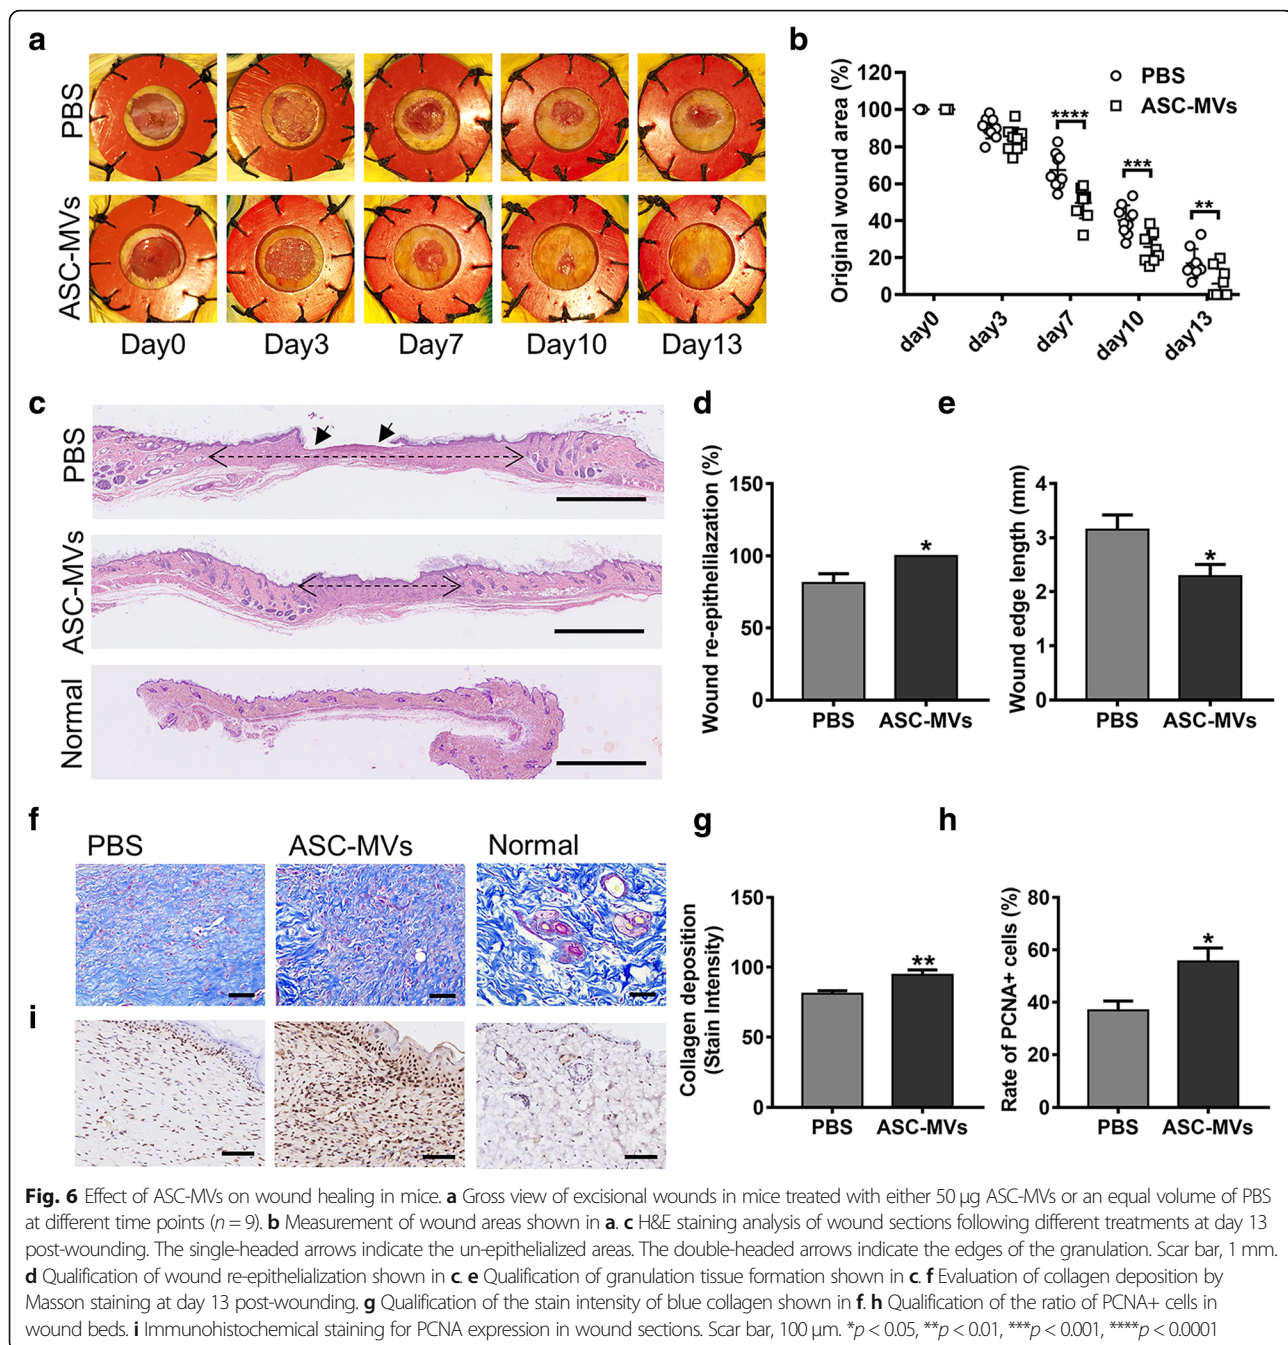 a
PBS
ASC-MVs
Day0 Day3 Day7 Day10 Day13
b
Original wound area (%)
120
100
80
60
40
20
0
PBS
ASC-MVs
****
***
**
day0 day3 day7 day10 day13
c
PBS
ASC-MVs
Normal
d
Wound re-epithelilazation (%)
150
100
50
0
*
PBS ASC-MVs
e
Wound edge length (mm)
4
3
2
1
0
*
PBS ASC-MVs
f
PBS ASC-MVs Normal
i
g
Collagen deposition
(Stain Intensity)
150
100
50
0
**
PBS ASC-MVs
h
Rate of PCNA+ cells (%)
80
60
40
20
0
*
PBS ASC-MVs
Fig. 6 Effect of ASC-MVs on wound healing in mice. a Gross view of excisional wounds in mice treated with either 50 μg ASC-MVs or an equal volume of PBS
at different time points (n = 9). b Measurement of wound areas shown in a. c H&E staining analysis of wound sections following different treatments at day 13
post-wounding. The single-headed arrows indicate the un-epithelialized areas. The double-headed arrows indicate the edges of the granulation. Scar bar, 1 mm.
d Qualification of wound re-epithelialization shown in c. e Qualification of granulation tissue formation shown in c. f Evaluation of collagen deposition by
Masson staining at day 13 post-wounding. g Qualification of the stain intensity of blue collagen shown in f. h Qualification of the ratio of PCNA+ cells in
wound beds. i Immunohistochemical staining for PCNA expression in wound sections. Scar bar, 100 μm. *p < 0.05, **p < 0.01, ***p < 0.001, ****p < 0.0001